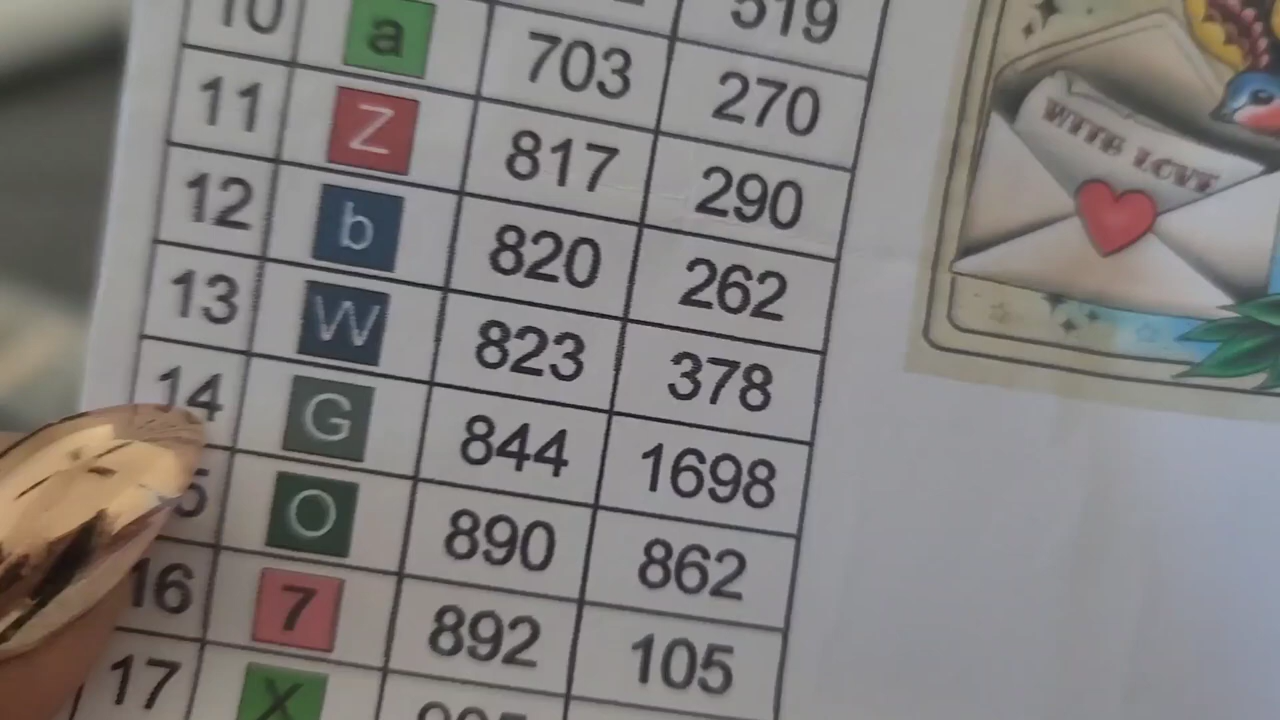 519
10 a 703 270
11 Z 817 290
12 b 820 262
13 W 823 378
14 G 844 1698
5 O 890 862
16 7 892 105
17 X
WITH LOVE